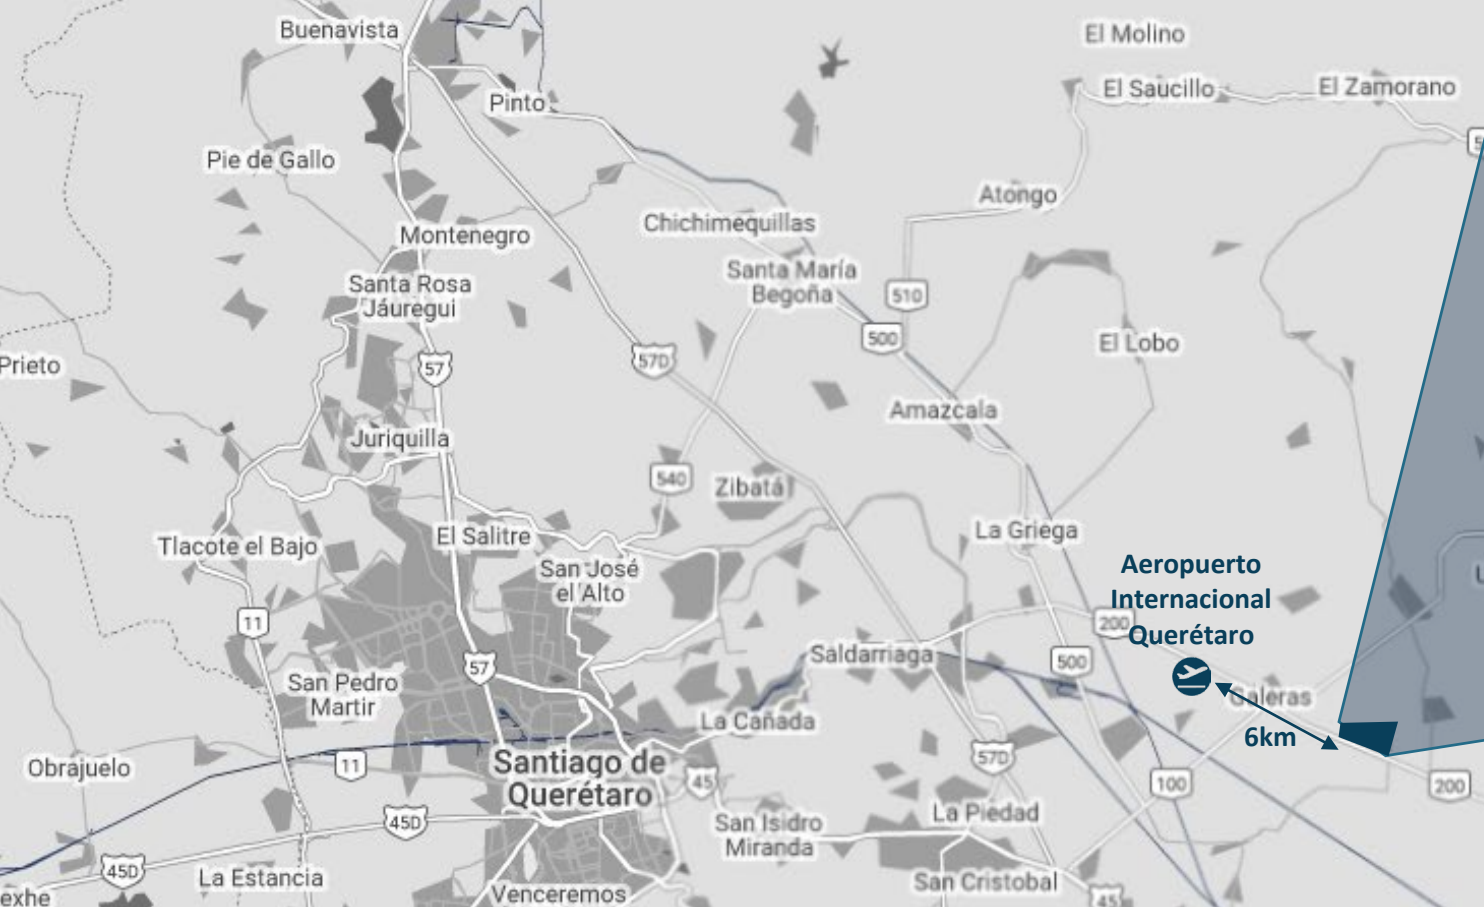 Buenavista
El Molino
El Saucillo
El Zamorano
Pinto
Pie de Gallo
Atongo
Chichimequillas
Montenegro
Santa María
Begoña
Santa Rosa
Jáuregui
510
500
57D
57
Prieto
El Lobo
Amazcala
Juriquilla
540
Zibatá
La Griega
El Salitre
Tlacote el Bajo
San José
el Alto
Aeropuerto
Internacional
Querétaro
11
200
Saldarriaga
500
57
San Pedro
Martir
Galeras
La Cañada
6km
57D
11
Santiago de
Querétaro
Obrajuelo
45
100
200
45D
San Isidro
Miranda
La Piedad
45D
La Estancia
San Cristobal
Venceremos
45
exhe